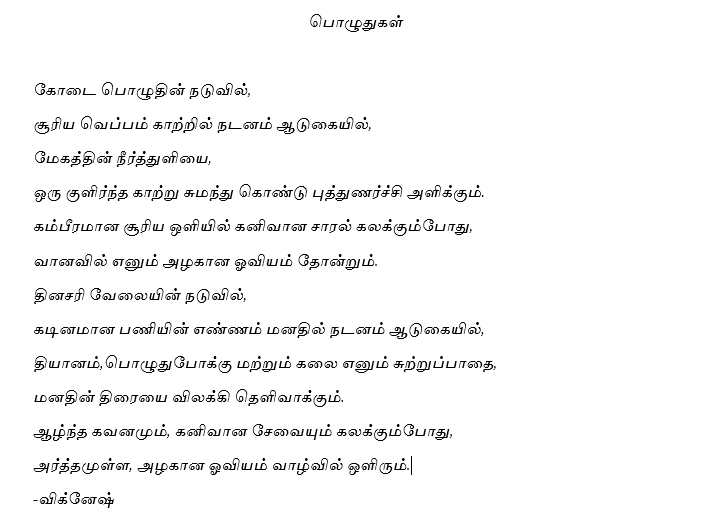 பொழுதுகள்
கோடை பொழுதின் நடுவில்,
சூரிய வெப்பம் காற்றில் நடனம் ஆடுகையில்,
மேகத்தின் நீர்த்துளியை,
ஒரு குளிர்ந்த காற்று சுமந்து கொண்டு புத்துணர்ச்சி அளிக்கும்.
கம்பீரமான சூரிய ஒளியில் கனிவான சாரல் கலக்கும்போது,
வானவில் எனும் அழகான ஓவியம் தோன்றும்.
தினசரி வேலையின் நடுவில்,
கடினமான பணியின் எண்ணம் மனதில் நடனம் ஆடுகையில்,
தியானம்,பொழுதுபோக்கு மற்றும் கலை எனும் சுற்றுப்பாதை,
மனதின் திரையை விலக்கி தெளிவாக்கும்.
ஆழ்ந்த கவனமும், கனிவான சேவையும் கலக்கும்போது,
அர்த்தமுள்ள, அழகான ஓவியம் வாழ்வில் ஒளிரும்.
-விக்னேஷ்